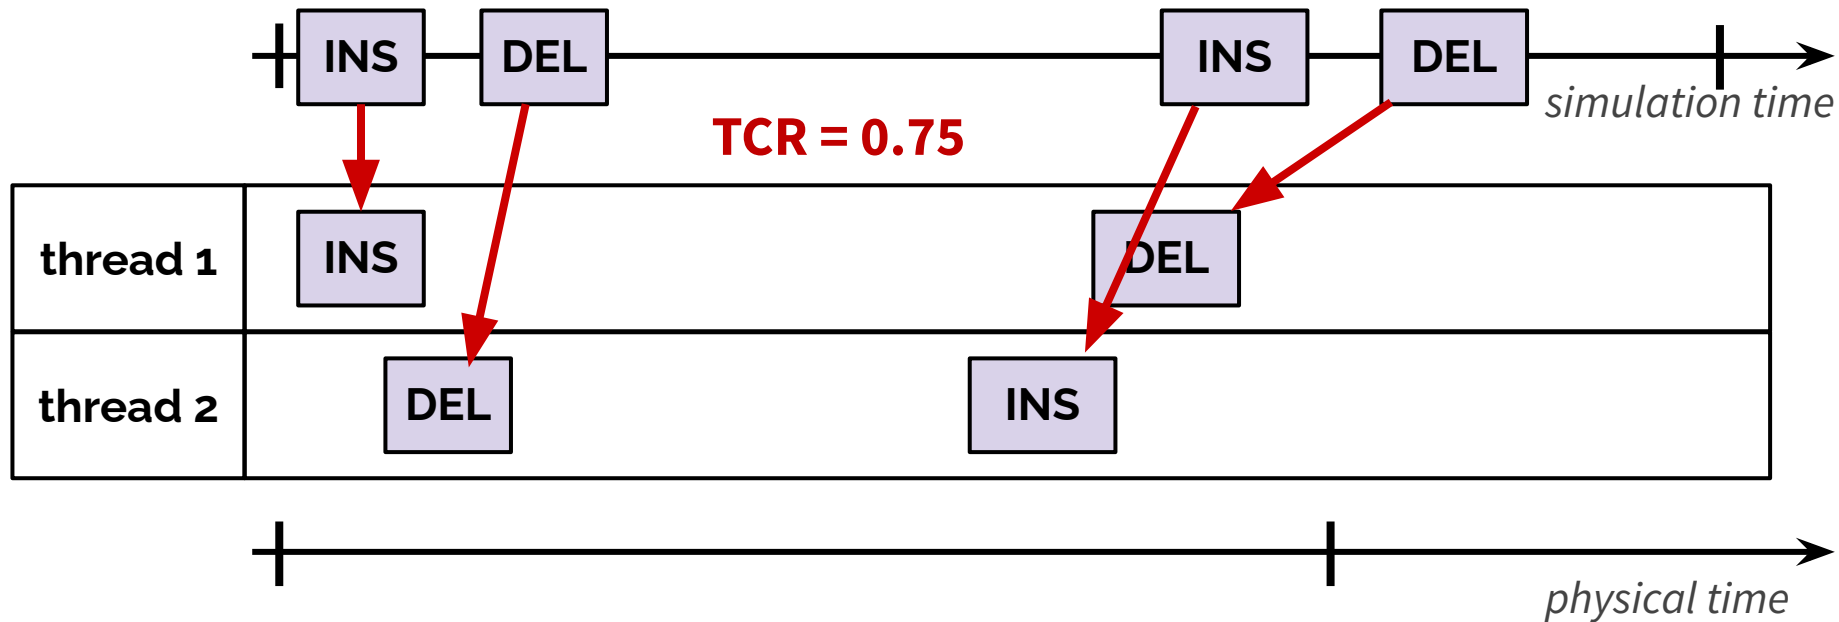 INS DEL INS DEL
simulation time
TCR = 0.75
thread 1 INS DEL
thread 2 DEL INS
physical time